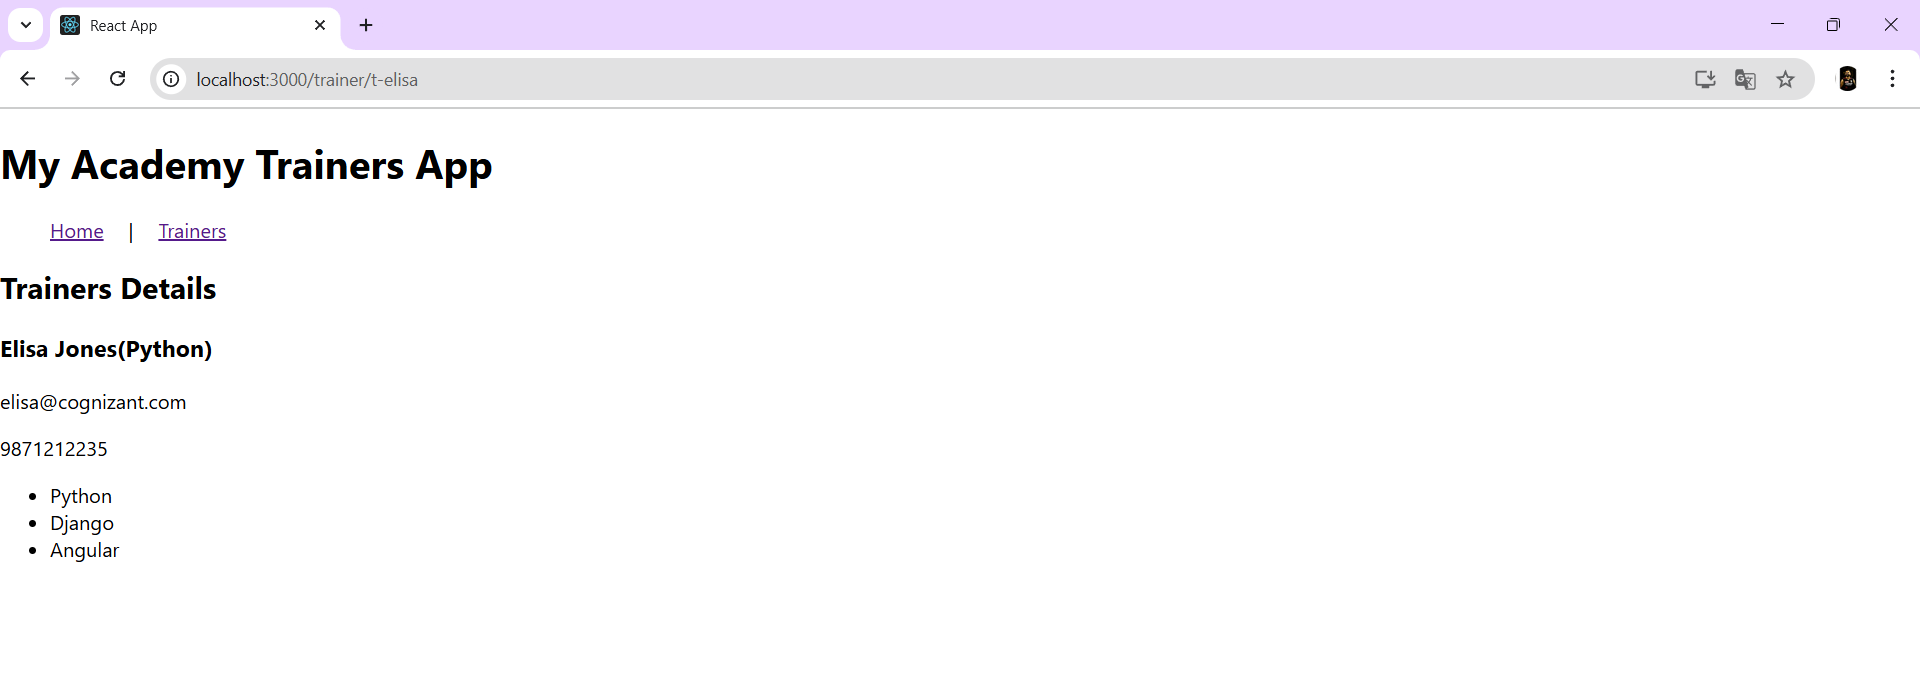 React App
localhost:3000/trainer/t-elisa
My Academy Trainers App
Home | Trainers
Trainers Details
Elisa Jones(Python)
elisa@cognizant.com
9871212235
Python
Django
Angular